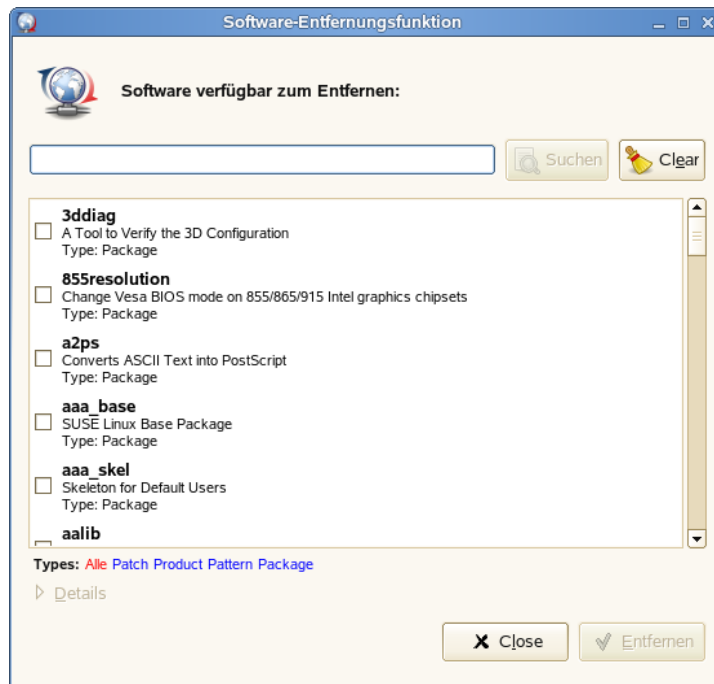 Software-Entfernungsfunktion
Software verfügbar zum Entfernen:
Suchen
Clear
3ddiag
A Tool to Verify the 3D Configuration
Type: Package
855resolution
Change Vesa BIOS mode on 855/865/915 Intel graphics chipsets
Type: Package
a2ps
Converts ASCII Text into PostScript
Type: Package
aaa_base
SUSE Linux Base Package
Type: Package
aaa_skel
Skeleton for Default Users
Type: Package
aalib
Types: Alle Patch Product Pattern Package
Details
Close
Entfernen